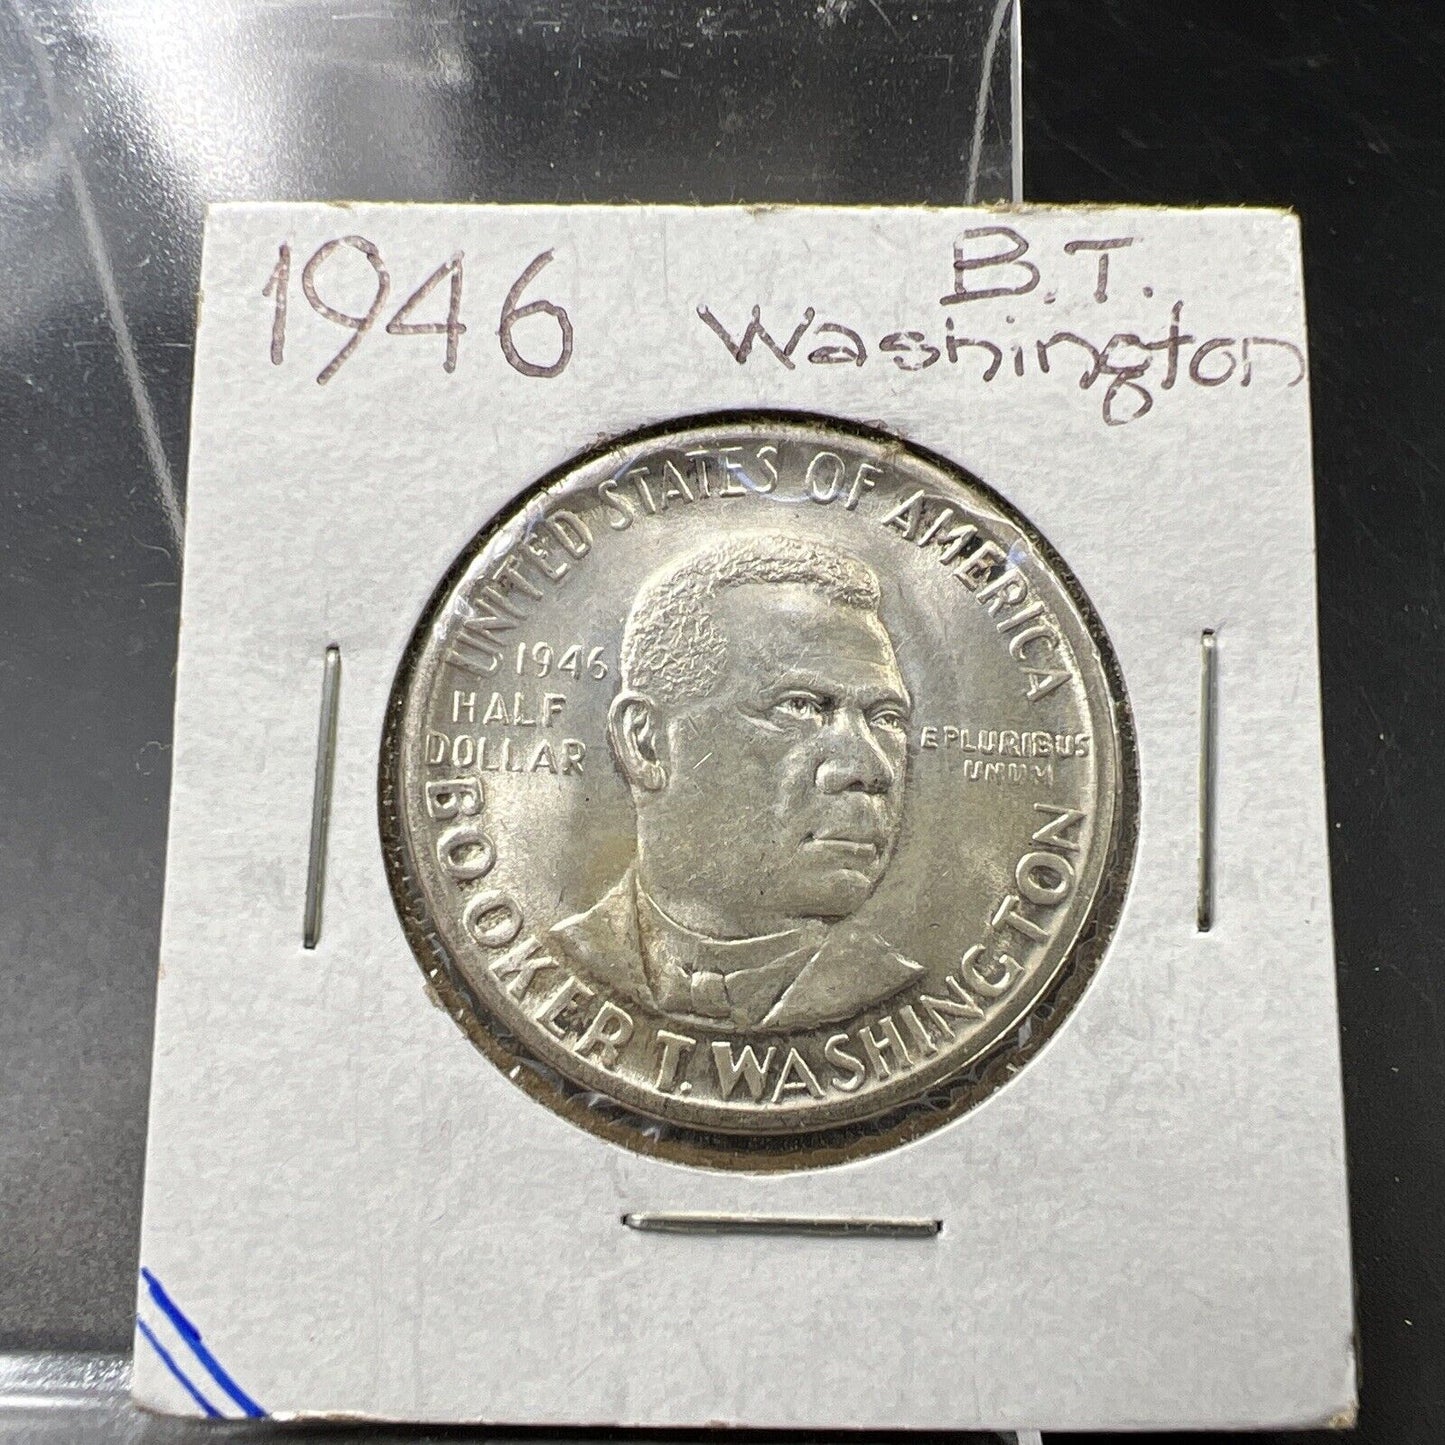 1946
B.T.
Washington
UNITED STATES OF AMERICA
1946
HALF
DOLLAR
E PLURIBUS
UNUM
BOOKER T. WASHINGTON